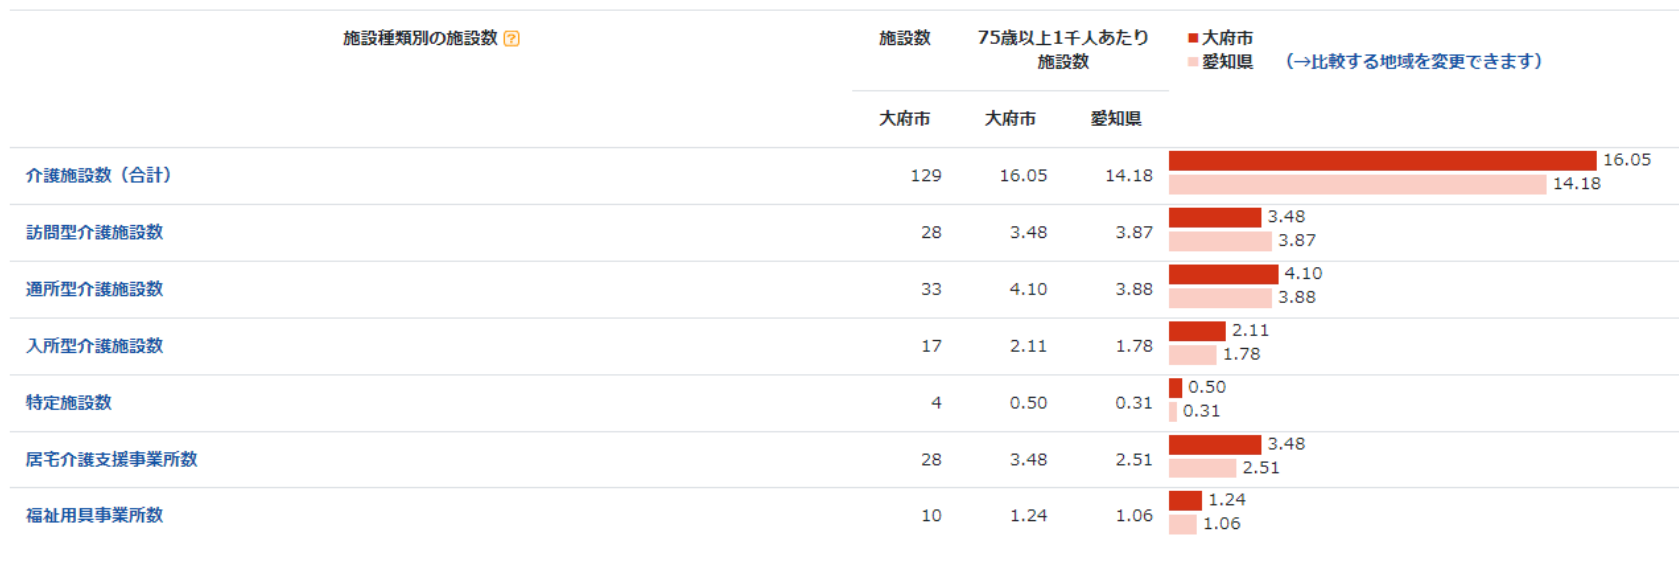 施設種類別の施設数 ?
施設数
75歳以上1千人あたり
施設数
■大府市
■愛知県 (→比較する地域を変更できます)
大府市 大府市 愛知県
介護施設数（合計） 129 16.05 14.18 16.05
14.18
訪問型介護施設数 28 3.48 3.87 3.48
3.87
通所型介護施設数 33 4.10 3.88 4.10
3.88
入所型介護施設数 17 2.11 1.78 2.11
1.78
特定施設数 4 0.50 0.31 0.50
0.31
居宅介護支援事業所数 28 3.48 2.51 3.48
2.51
福祉用具事業所数 10 1.24 1.06 1.24
1.06